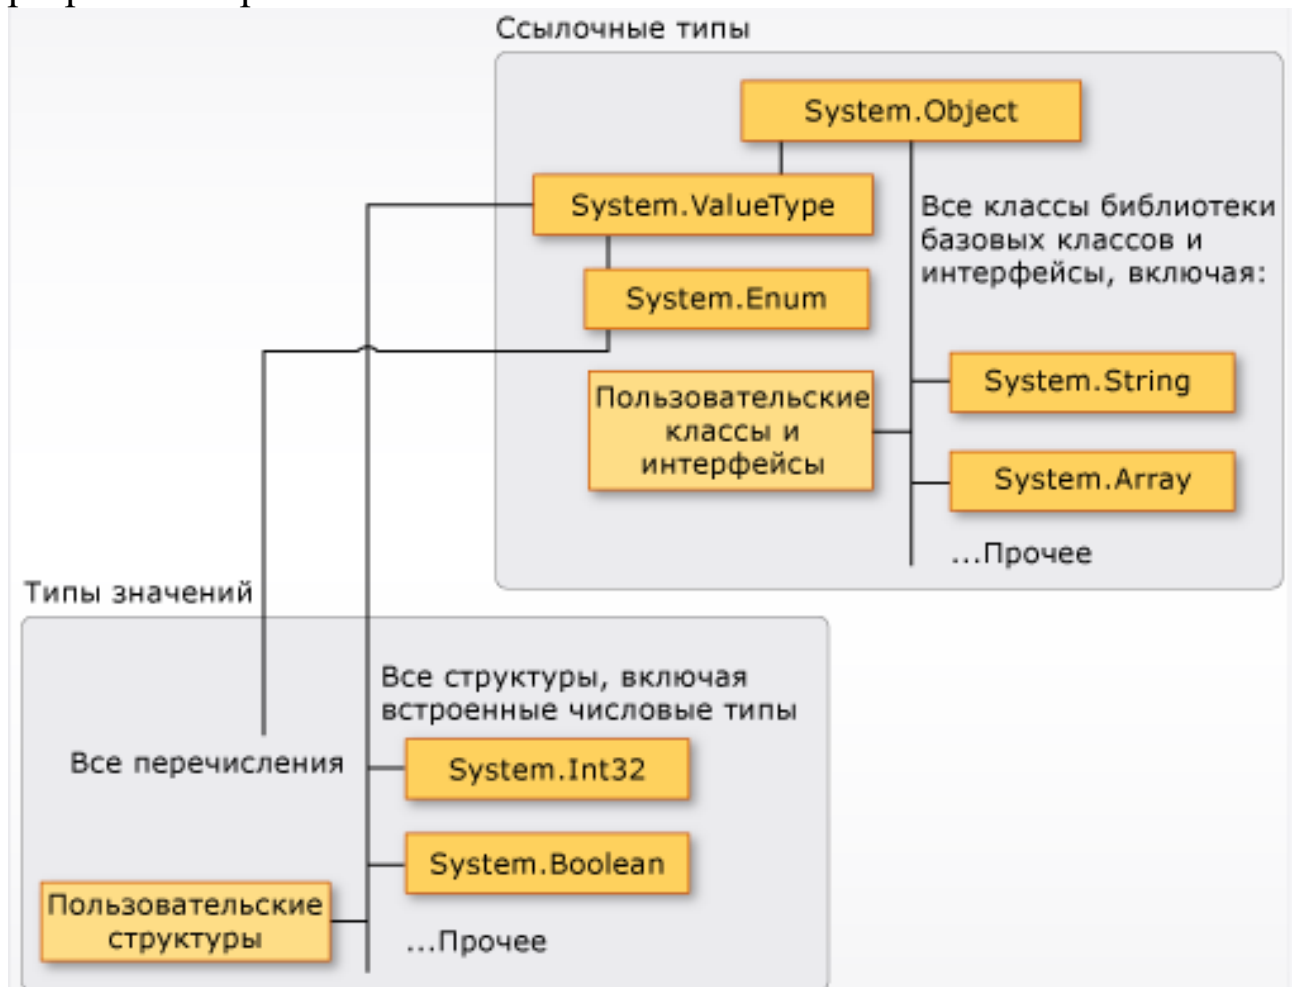 Ссылочные типы
System.Object
System.ValueType
Все классы библиотеки
базовых классов и
интерфейсы, включая:
System.Enum
System.String
Пользовательские
классы и
интерфейсы
System.Array
...Прочее
Типы значений
Все структуры, включая
встроенные числовые типы
Все перечисления
System.Int32
System.Boolean
Пользовательские
структуры
...Прочее